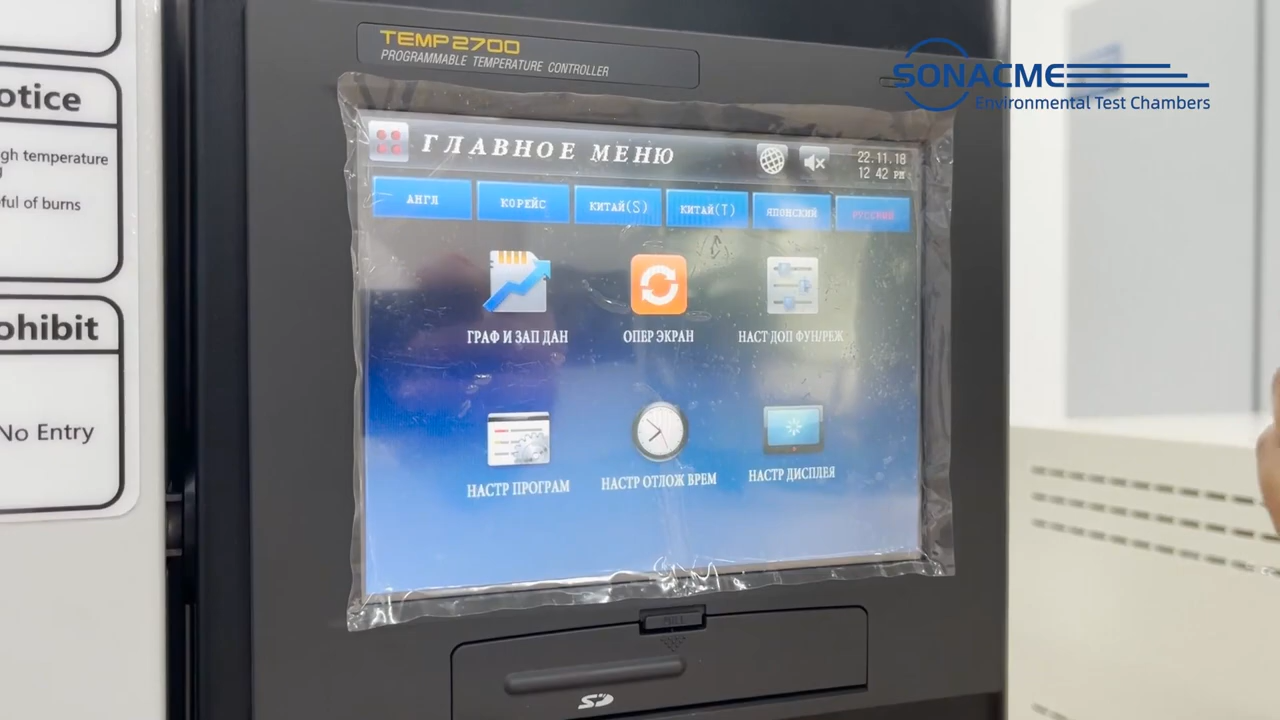 TEMP2700
PROGRAMMABLE TEMPERATURE CONTROLLER
SONACME
Environmental Test Chambers
otice
gh temperature
g
ful of burns
ohibit
No Entry
ГЛАВНОЕ МЕНЮ
22.11.18
12 42 PM
АНГЛ
КОРЕЙС
КИТАЙ(S)
КИТАЙ(T)
ЯПОНСКИЙ
РУССКИЙ
ГРАФ И ЗАП ДАН
ОПЕР ЭКРАН
НАСТ ДОП ФУН/РЕЖ
НАСТР ПРОГРАМ
НАСТР ОТЛОЖ ВРЕМ
НАСТР ДИСПЛЕЯ
PULL
SD